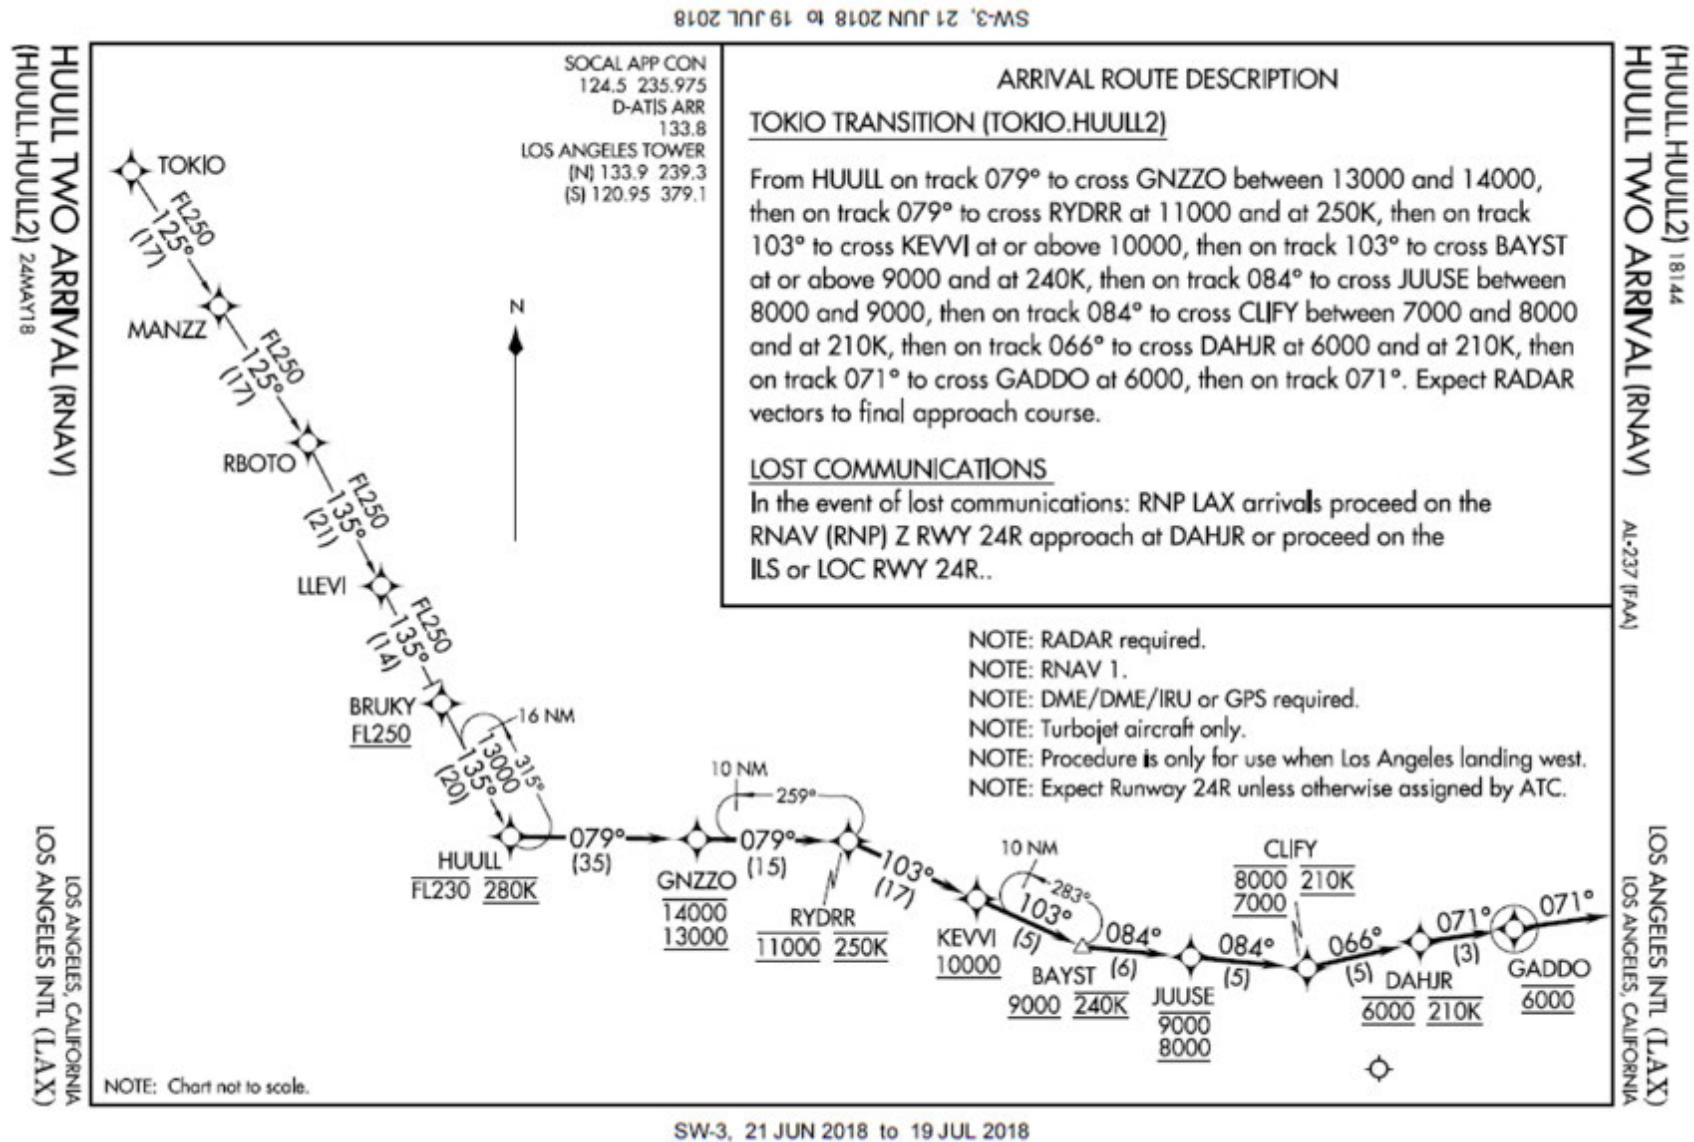 SW-3, 21 JUN 2018 to 19 JUL 2018
(HUULL.HUULL2) 24MAY18
HUULL TWO ARRIVAL (RNAV)
LOS ANGELES INTL (LAX)
LOS ANGELES, CALIFORNIA
SOCAL APP CON
124.5 235.975
D-ATIS ARR
133.8
LOS ANGELES TOWER
(N) 133.9 239.3
(S) 120.95 379.1
ARRIVAL ROUTE DESCRIPTION
TOKIO TRANSITION (TOKIO.HUULL2)
From HUULL on track 079° to cross GNZZO between 13000 and 14000,
then on track 079° to cross RYDRR at 11000 and at 250K, then on track
103° to cross KEVVI at or above 10000, then on track 103° to cross BAYST
at or above 9000 and at 240K, then on track 084° to cross JUUSE between
8000 and 9000, then on track 084° to cross CLIFY between 7000 and 8000
and at 210K, then on track 066° to cross DAHJR at 6000 and at 210K, then
on track 071° to cross GADDO at 6000, then on track 071°. Expect RADAR
vectors to final approach course.
LOST COMMUNICATIONS
In the event of lost communications: RNP LAX arrivals proceed on the
RNAV (RNP) Z RWY 24R approach at DAHJR or proceed on the
ILS or LOC RWY 24R..
NOTE: RADAR required.
NOTE: RNAV 1.
NOTE: DME/DME/IRU or GPS required.
NOTE: Turbojet aircraft only.
NOTE: Procedure is only for use when Los Angeles landing west.
NOTE: Expect Runway 24R unless otherwise assigned by ATC.
N
TOKIO
FL250
125°
(17)
MANZZ
FL250
125°
(17)
RBOTO
FL250
135°
(21)
LLEVI
FL250
135°
(14)
BRUKY
FL250
16 NM
315°
13000
135°
(20)
HUULL
FL230 280K
079°
(35)
GNZZO
14000
13000
10 NM
259°
079°
(15)
RYDRR
11000 250K
103°
(17)
KEVVI
10000
10 NM
283°
103°
(5)
BAYST
9000 240K
084°
(6)
JUUSE
9000
8000
084°
(5)
CLIFY
8000 210K
7000
066°
(5)
DAHJR
6000 210K
071°
(3)
GADDO
6000
071°
NOTE: Chart not to scale.
(HUULL.HUULL2) 18144
HUULL TWO ARRIVAL (RNAV)
AL-237 (FAA)
LOS ANGELES INTL (LAX)
LOS ANGELES, CALIFORNIA
SW-3, 21 JUN 2018 to 19 JUL 2018